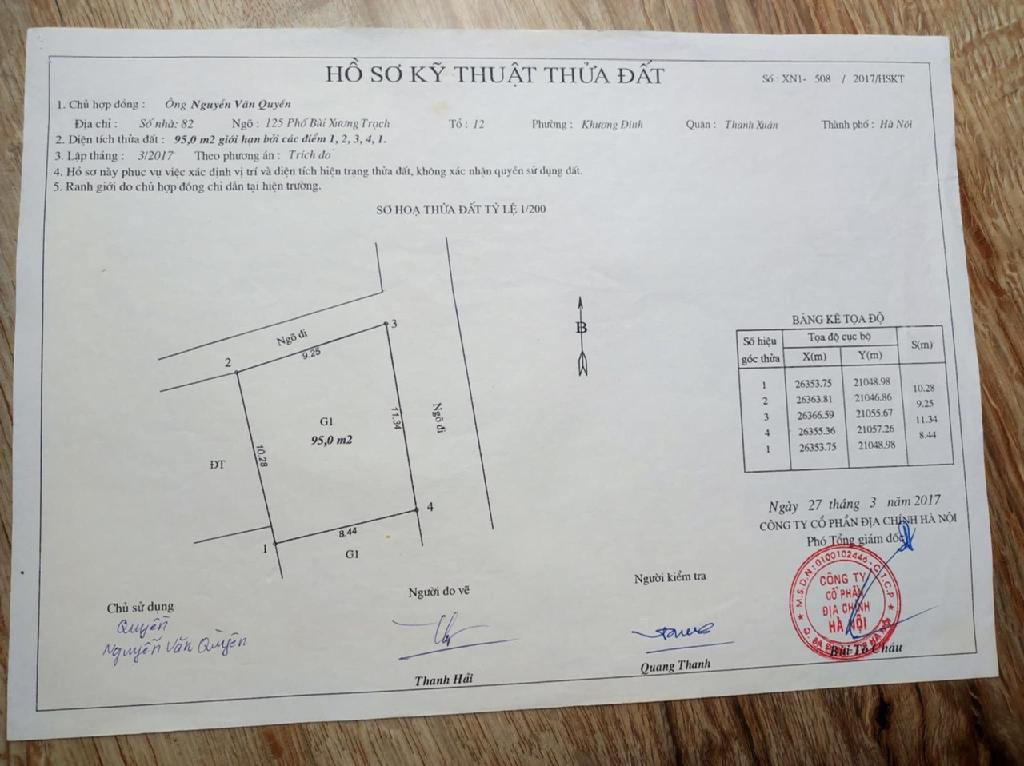 HỒ SƠ KỸ THUẬT THỬA ĐẤT
Số XN1- 508 / 2017/HSKT
1. Chủ hợp đồng : Ông Nguyễn Văn Quyền
Địa chỉ : Số nhà: 82 Ngõ : 125 Phố Bùi Xương Trạch Tổ : 12 Phường : Khương Đình Quận : Thanh Xuân Thành phố : Hà Nội
2. Diện tích thửa đất : 95,0 m2 giới hạn bởi các điểm 1, 2, 3, 4, 1.
3. Lập tháng : 3/2017 Theo phương án : Trích đo
4. Hồ sơ này phục vụ việc xác định vị trí và diện tích hiện trạng thửa đất, không xác nhận quyền sử dụng đất.
5. Ranh giới do chủ hợp đồng chỉ dẫn tại hiện trường.
SƠ HOẠ THỬA ĐẤT TỶ LỆ 1/200
Ngõ đi
3
2
9.25
B
G1
95,0 m2
11.34
Ngõ đi
10.28
ĐT
4
8.44
1
G1
BẢNG KÊ TỌA ĐỘ
Số hiệu góc thửa Tọa độ cục bộ S(m)
X(m) Y(m)
1 26353.75 21048.98
10.28
2 26363.81 21046.86
9.25
3 26366.59 21055.67
11.34
4 26355.36 21057.26
8.44
1 26353.75 21048.98
Ngày 27 tháng 3 năm 2017
CÔNG TY CỔ PHẦN ĐỊA CHÍNH HÀ NỘI
Phó Tổng giám đốc
M.S.D.N: 0100102446 - C.T.C.P
CÔNG TY
CỔ PHẦN
ĐỊA CHÍNH
HÀ NỘI
Bùi Tố Châu
Người kiểm tra
Quang Thanh
Người đo vẽ
Thanh Hải
Chủ sử dụng
Quyền
Nguyễn Văn Quyền